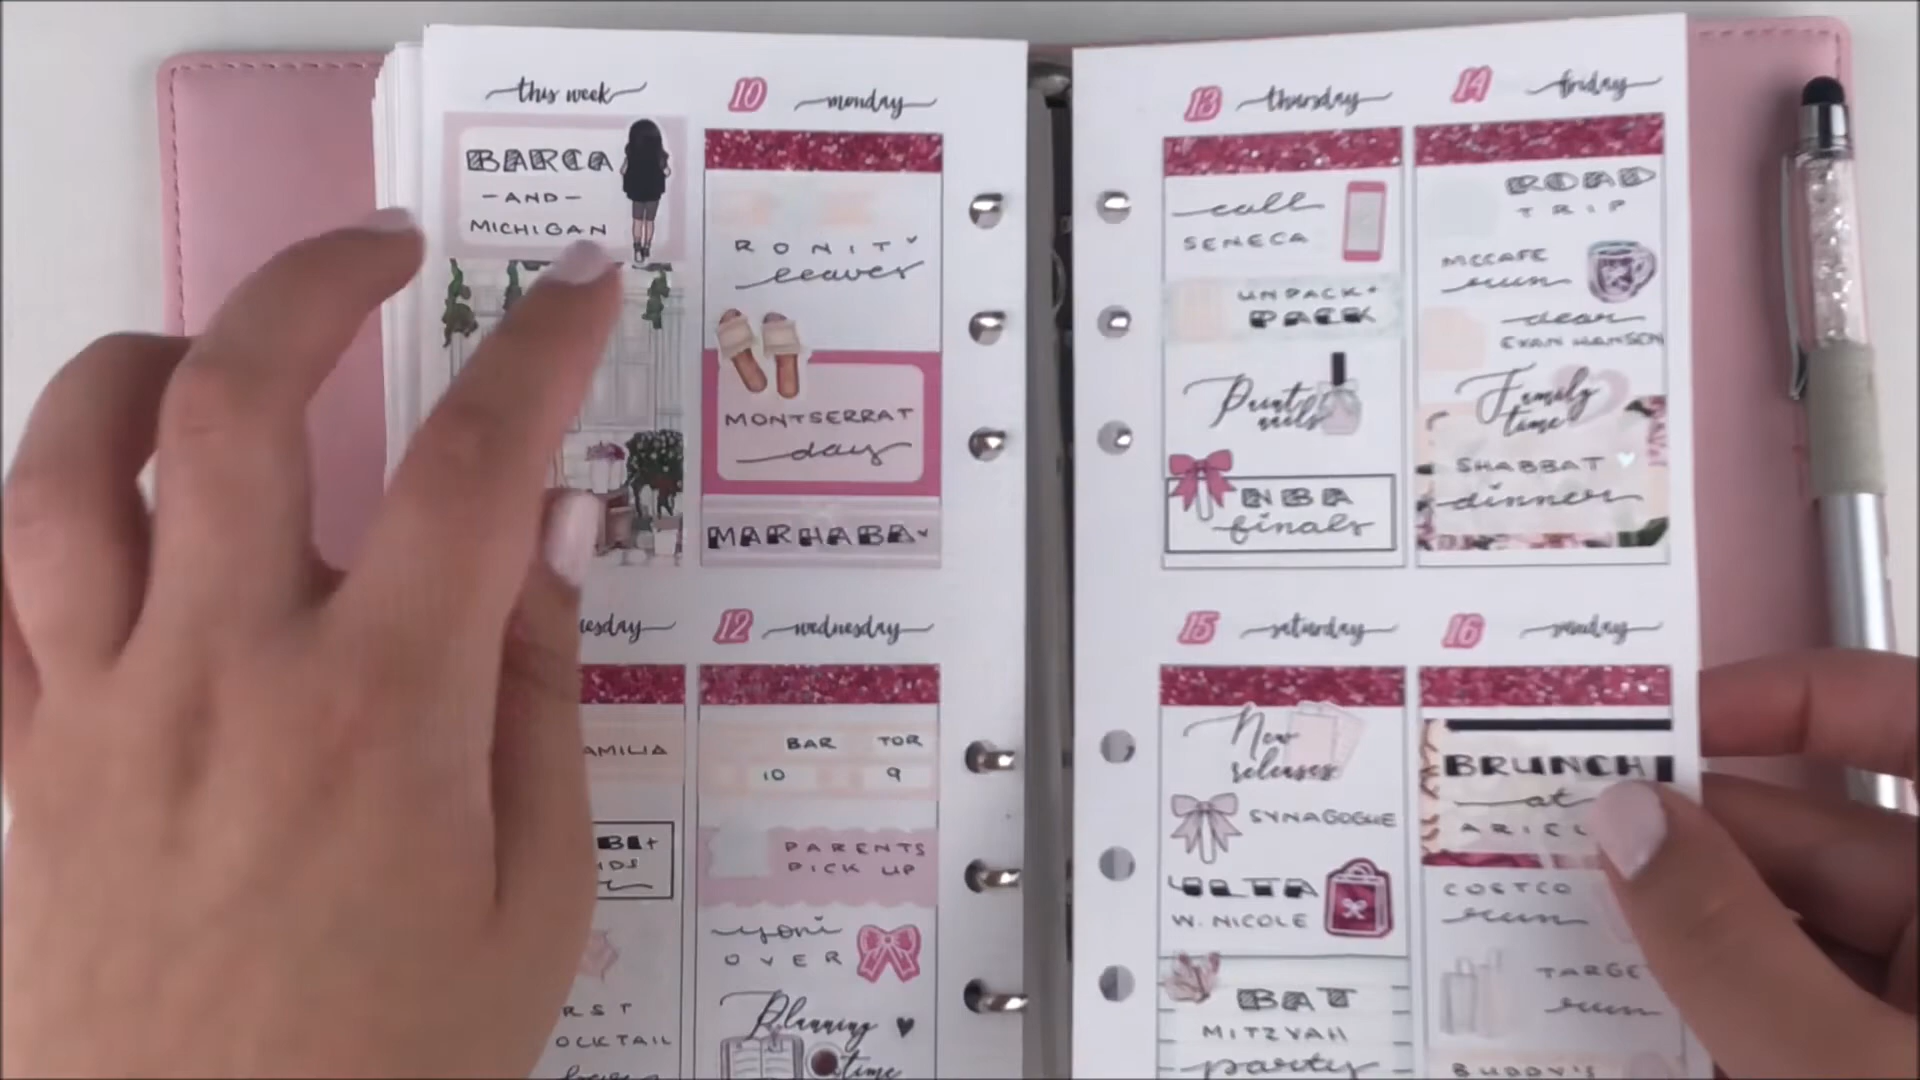 this week
BARCA
-AND-
MICHIGAN
10 monday
RONIT
leaves
MONTSERRAT
day
MARHABA
12 wednesday
BAR TOR
10 9
PARENTS
PICK UP
yoni
OVER
Planning
time
13 thursday
call
SENECA
UNPACK+
PACK
Paint
nails
NBA
finals
14 friday
ROAD
TRIP
MCCAFE
run
dear
EVAN HANSEN
Family
time
SHABBAT
dinner
15 saturday
New
releases
SYNAGOGUE
ULTA
W. NICOLE
BAT
MITZVAH
party
16 sunday
BRUNCH
at
COSTCO
run
run
BUDDY'S